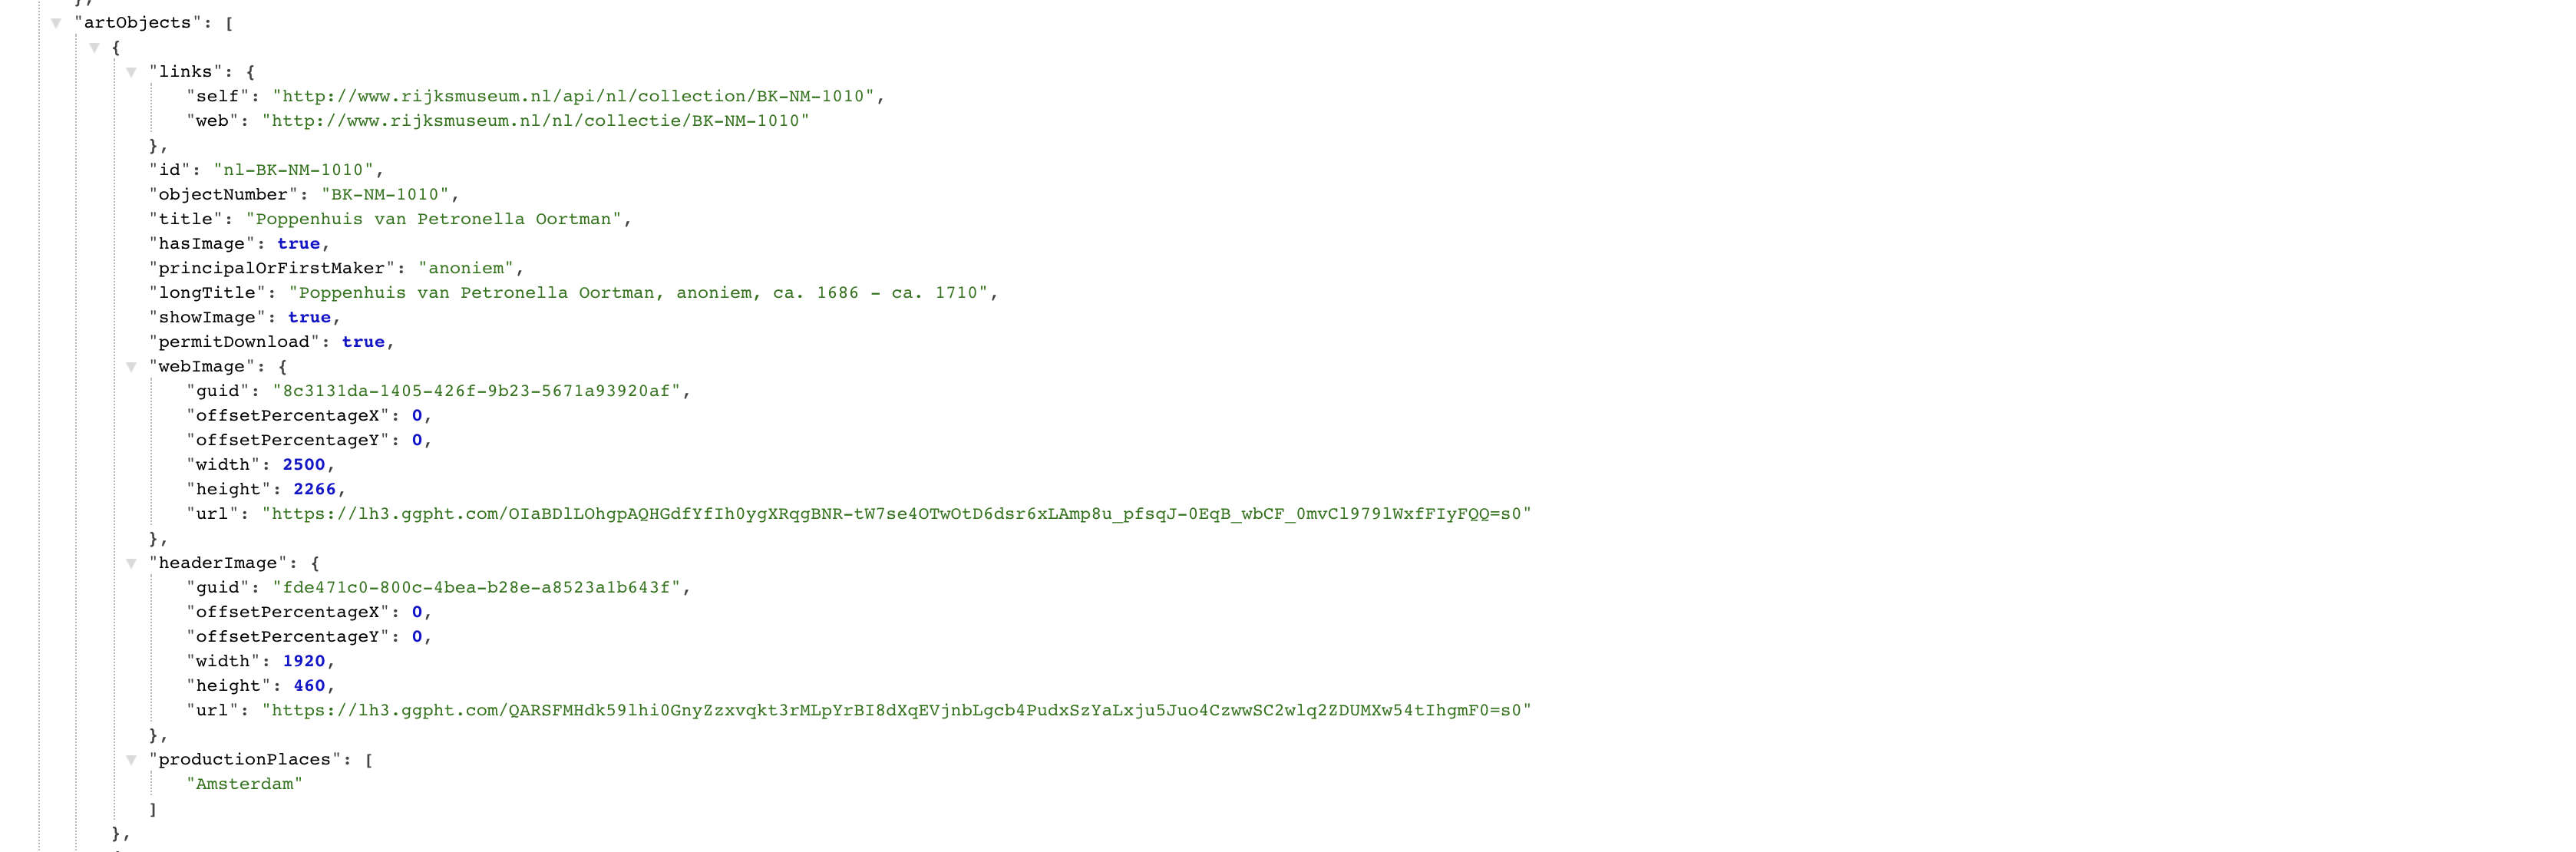 "artObjects": [
{
"links": {
"self": "http://www.rijksmuseum.nl/api/nl/collection/BK-NM-1010",
"web": "http://www.rijksmuseum.nl/nl/collectie/BK-NM-1010"
},
"id": "nl-BK-NM-1010",
"objectNumber": "BK-NM-1010",
"title": "Poppenhuis van Petronella Oortman",
"hasImage": true,
"principalOrFirstMaker": "anoniem",
"longTitle": "Poppenhuis van Petronella Oortman, anoniem, ca. 1686 - ca. 1710",
"showImage": true,
"permitDownload": true,
"webImage": {
"guid": "8c3131da-1405-426f-9b23-5671a93920af",
"offsetPercentageX": 0,
"offsetPercentageY": 0,
"width": 2500,
"height": 2266,
"url": "https://lh3.ggpht.com/OIaBDlLOhgpAQHGdfYfIh0ygXRqgBNR-tW7se4OTwOtD6dsr6xLAmp8u_pfsqJ-0EqB_wbCF_0mvCl979lWxfFIyFQQ=s0"
},
"headerImage": {
"guid": "fde471c0-800c-4bea-b28e-a8523a1b643f",
"offsetPercentageX": 0,
"offsetPercentageY": 0,
"width": 1920,
"height": 460,
"url": "https://lh3.ggpht.com/QARSFMHdk59lhi0GnyZzxvqkt3rMLpYrBI8dXqEVjnbLgcb4PudxSzYaLxju5Juo4CzwwSC2wlq2ZDUMXw54tIhgmF0=s0"
},
"productionPlaces": [
"Amsterdam"
]
},